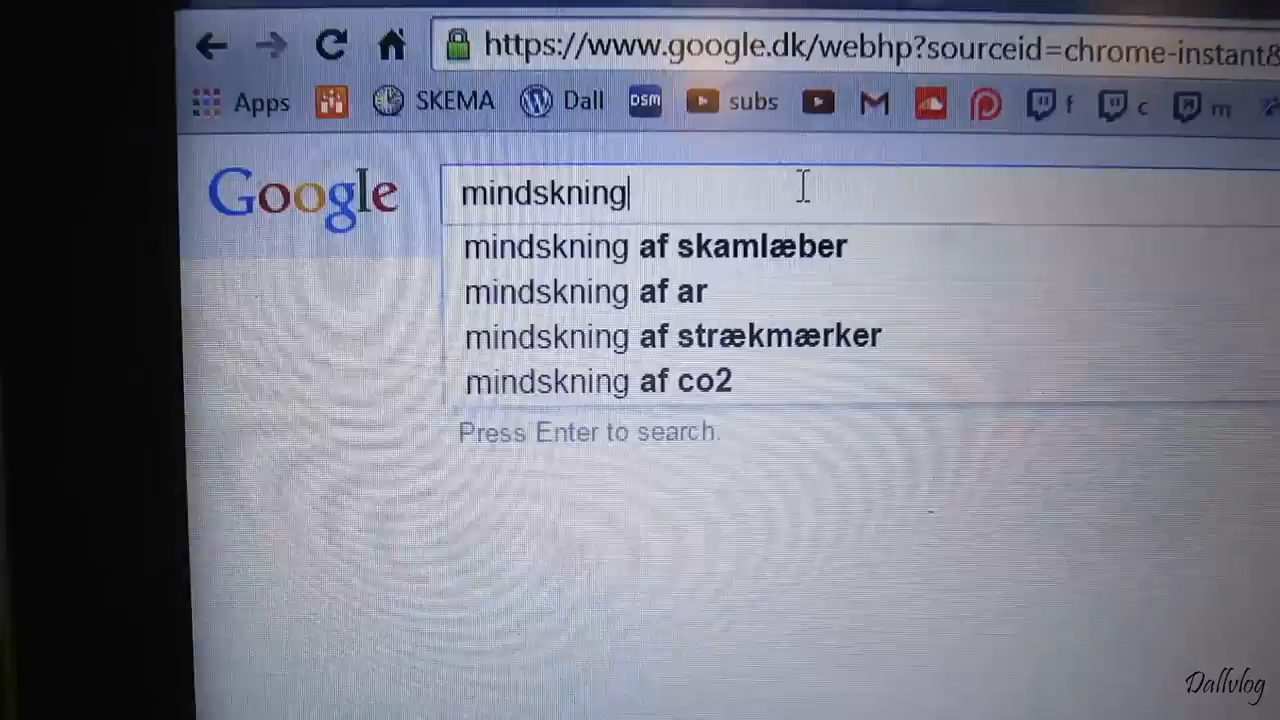 https://www.google.dk/webhp?sourceid=chrome-instant&
Apps SKEMA Dall DSM subs f c m
Google
mindskning
mindskning af skamlæber
mindskning af ar
mindskning af strækmærker
mindskning af co2
Press Enter to search.
Dallvlog